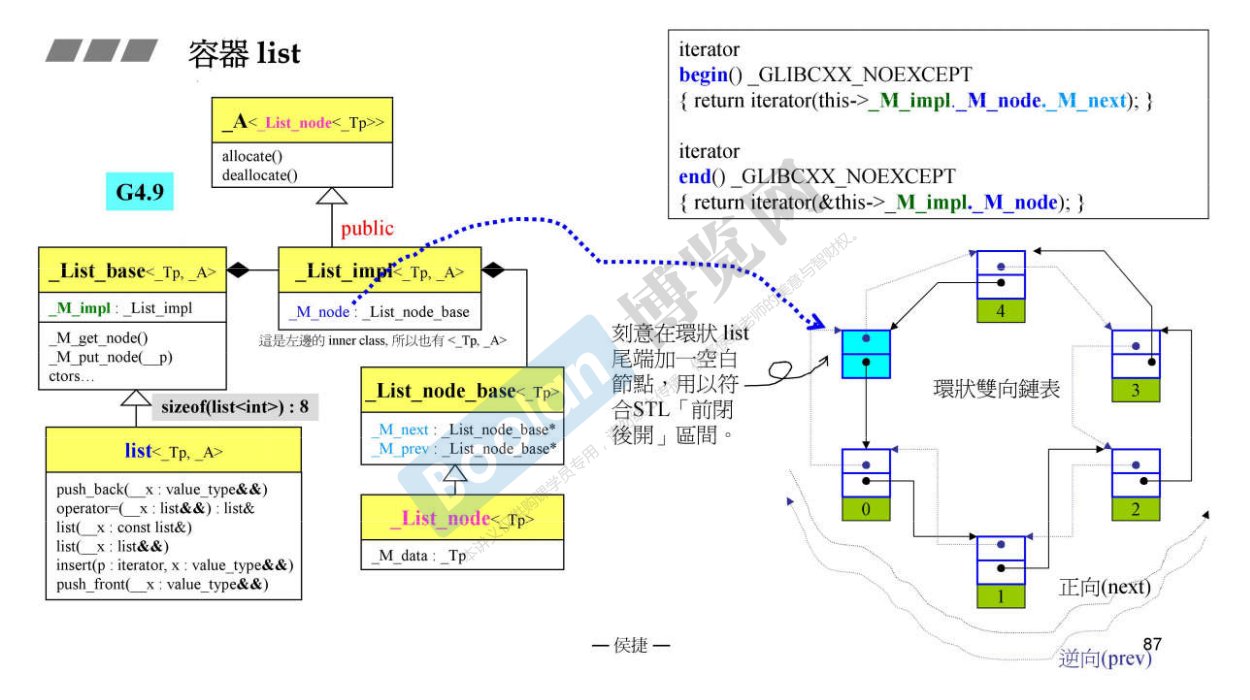 容器 list
iterator
begin() _GLIBCXX_NOEXCEPT
{ return iterator(this->_M_impl._M_node._M_next); }
iterator
end() _GLIBCXX_NOEXCEPT
{ return iterator(&this->_M_impl._M_node); }
_A<_List_node<_Tp>>
allocate()
deallocate()
G4.9
public
_List_base<_Tp, _A>
_M_impl : _List_impl
_M_get_node()
_M_put_node(__p)
ctors…
_List_impl<_Tp, _A>
_M_node : _List_node_base
這是左邊的 inner class, 所以也有 <_Tp, _A>
sizeof(list<int>) : 8
list<_Tp, _A>
push_back(__x : value_type&&)
operator=(__x : list&&) : list&
list(__x : const list&)
list(__x : list&&)
insert(p : iterator, x : value_type&&)
push_front(__x : value_type&&)
_List_node_base<_Tp>
_M_next : _List_node_base*
_M_prev : _List_node_base*
_List_node<_Tp>
_M_data : _Tp
刻意在環狀 list
尾端加一空白
節點，用以符
合STL「前閉
後開」區間。
環狀雙向鏈表
4
3
0
2
1
正向(next)
逆向(prev)
Boolan 博览网
— 侯捷 —
87